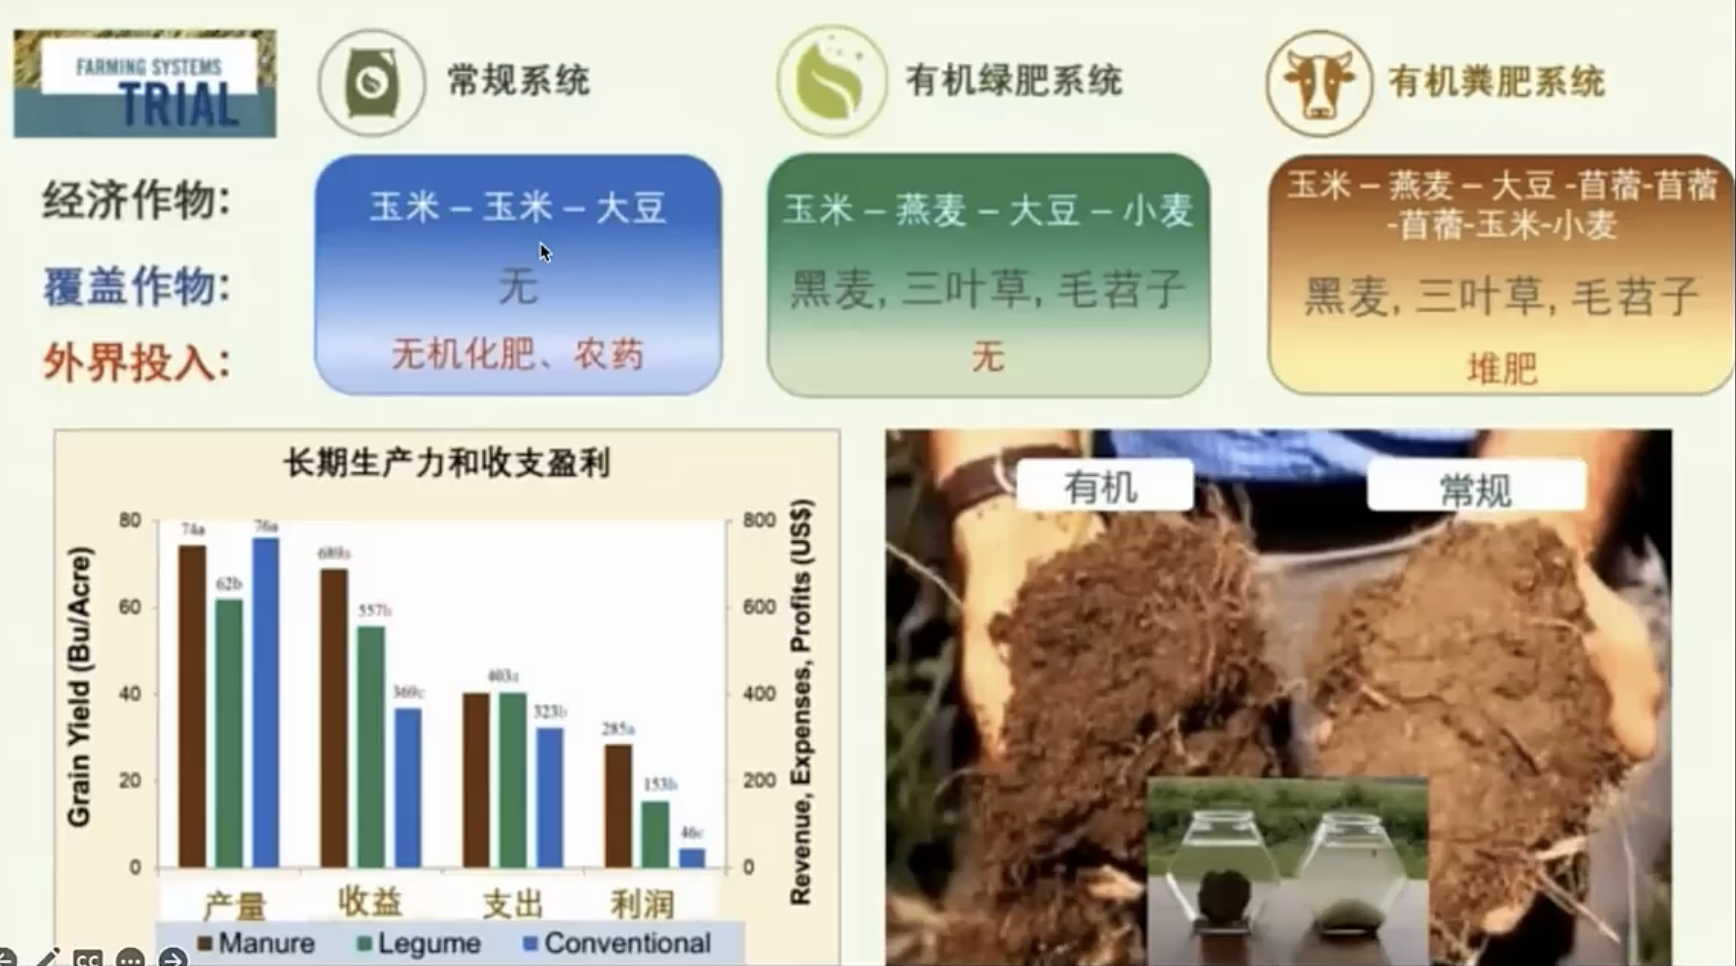 FARMING SYSTEMS
TRIAL
常规系统
有机绿肥系统
有机粪肥系统
经济作物:
玉米 – 玉米 – 大豆
玉米 – 燕麦 – 大豆 – 小麦
玉米 – 燕麦 – 大豆 -苜蓿-苜蓿
-苜蓿-玉米-小麦
覆盖作物:
无
黑麦, 三叶草, 毛苕子
黑麦, 三叶草, 毛苕子
外界投入:
无机化肥、农药
无
堆肥
长期生产力和收支盈利
Grain Yield (Bu/Acre)
80
60
40
20
0
74a
62b
76a
689a
557b
369c
403a
323b
285a
153b
46c
800
600
400
200
0
Revenue, Expenses, Profits (US$)
产量
收益
支出
利润
Manure
Legume
Conventional
有机
常规
CC